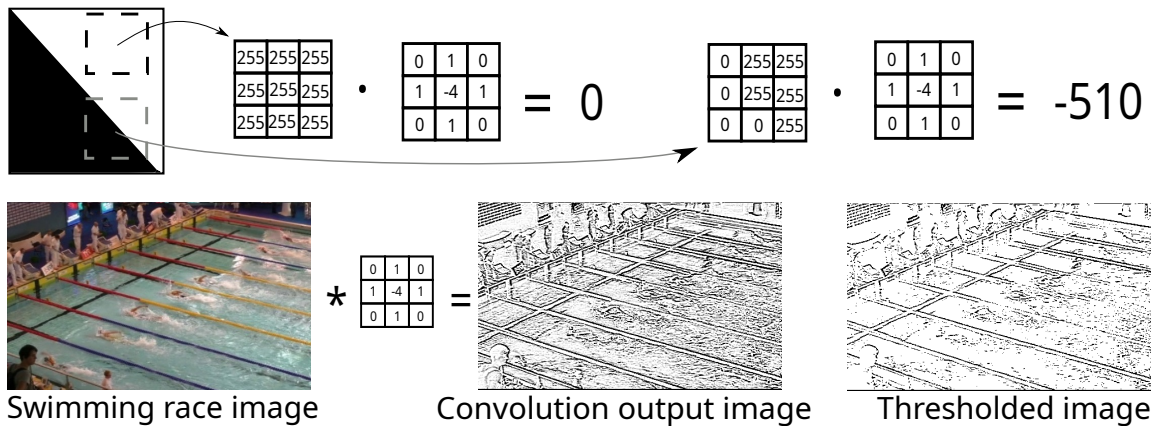 255 255 255 0 1 0 0 255 255 0 1 0
255 255 255 · 1 -4 1 = 0 0 255 255 · 1 -4 1 = -510
255 255 255 0 1 0 0 0 255 0 1 0
0 1 0
* 1 -4 1 =
0 1 0
Swimming race image Convolution output image Thresholded image